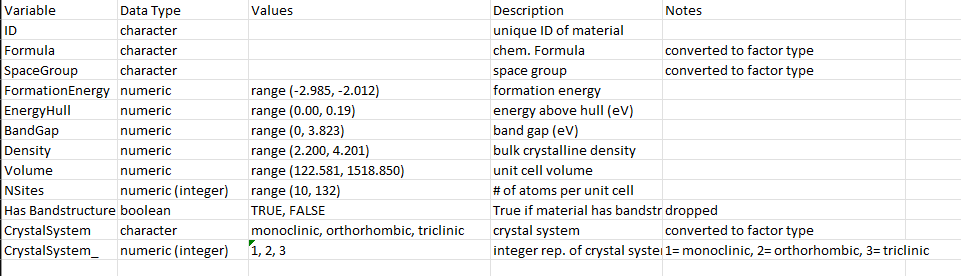 Variable Data Type Values Description Notes
ID character unique ID of material
Formula character chem. Formula converted to factor type
SpaceGroup character space group converted to factor type
FormationEnergy numeric range (-2.985, -2.012) formation energy
EnergyHull numeric range (0.00, 0.19) energy above hull (eV)
BandGap numeric range (0, 3.823) band gap (eV)
Density numeric range (2.200, 4.201) bulk crystalline density
Volume numeric range (122.581, 1518.850) unit cell volume
NSites numeric (integer) range (10, 132) # of atoms per unit cell
Has Bandstructure boolean TRUE, FALSE True if material has bandstr dropped
CrystalSystem character monoclinic, orthorhombic, triclinic crystal system converted to factor type
CrystalSystem_ numeric (integer) 1, 2, 3 integer rep. of crystal syste 1= monoclinic, 2= orthorhombic, 3= triclinic